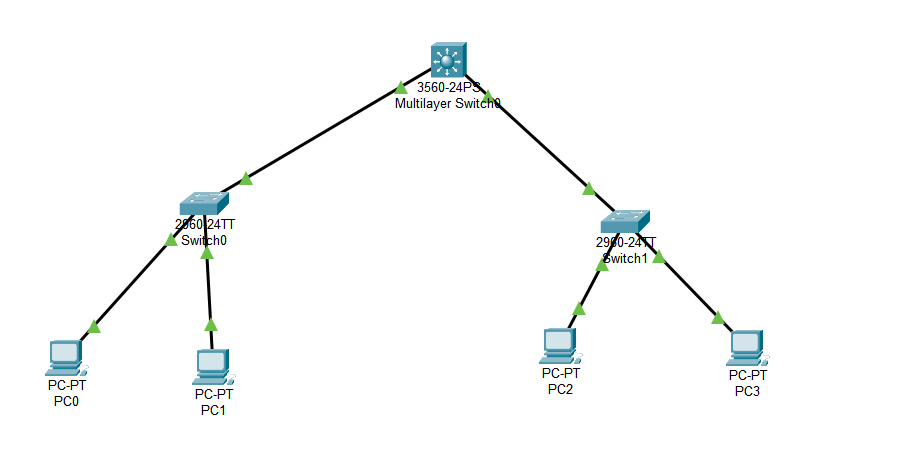 3560-24PS
Multilayer Switch0
2960-24TT
Switch0
2960-24TT
Switch1
PC-PT
PC0
PC-PT
PC1
PC-PT
PC2
PC-PT
PC3